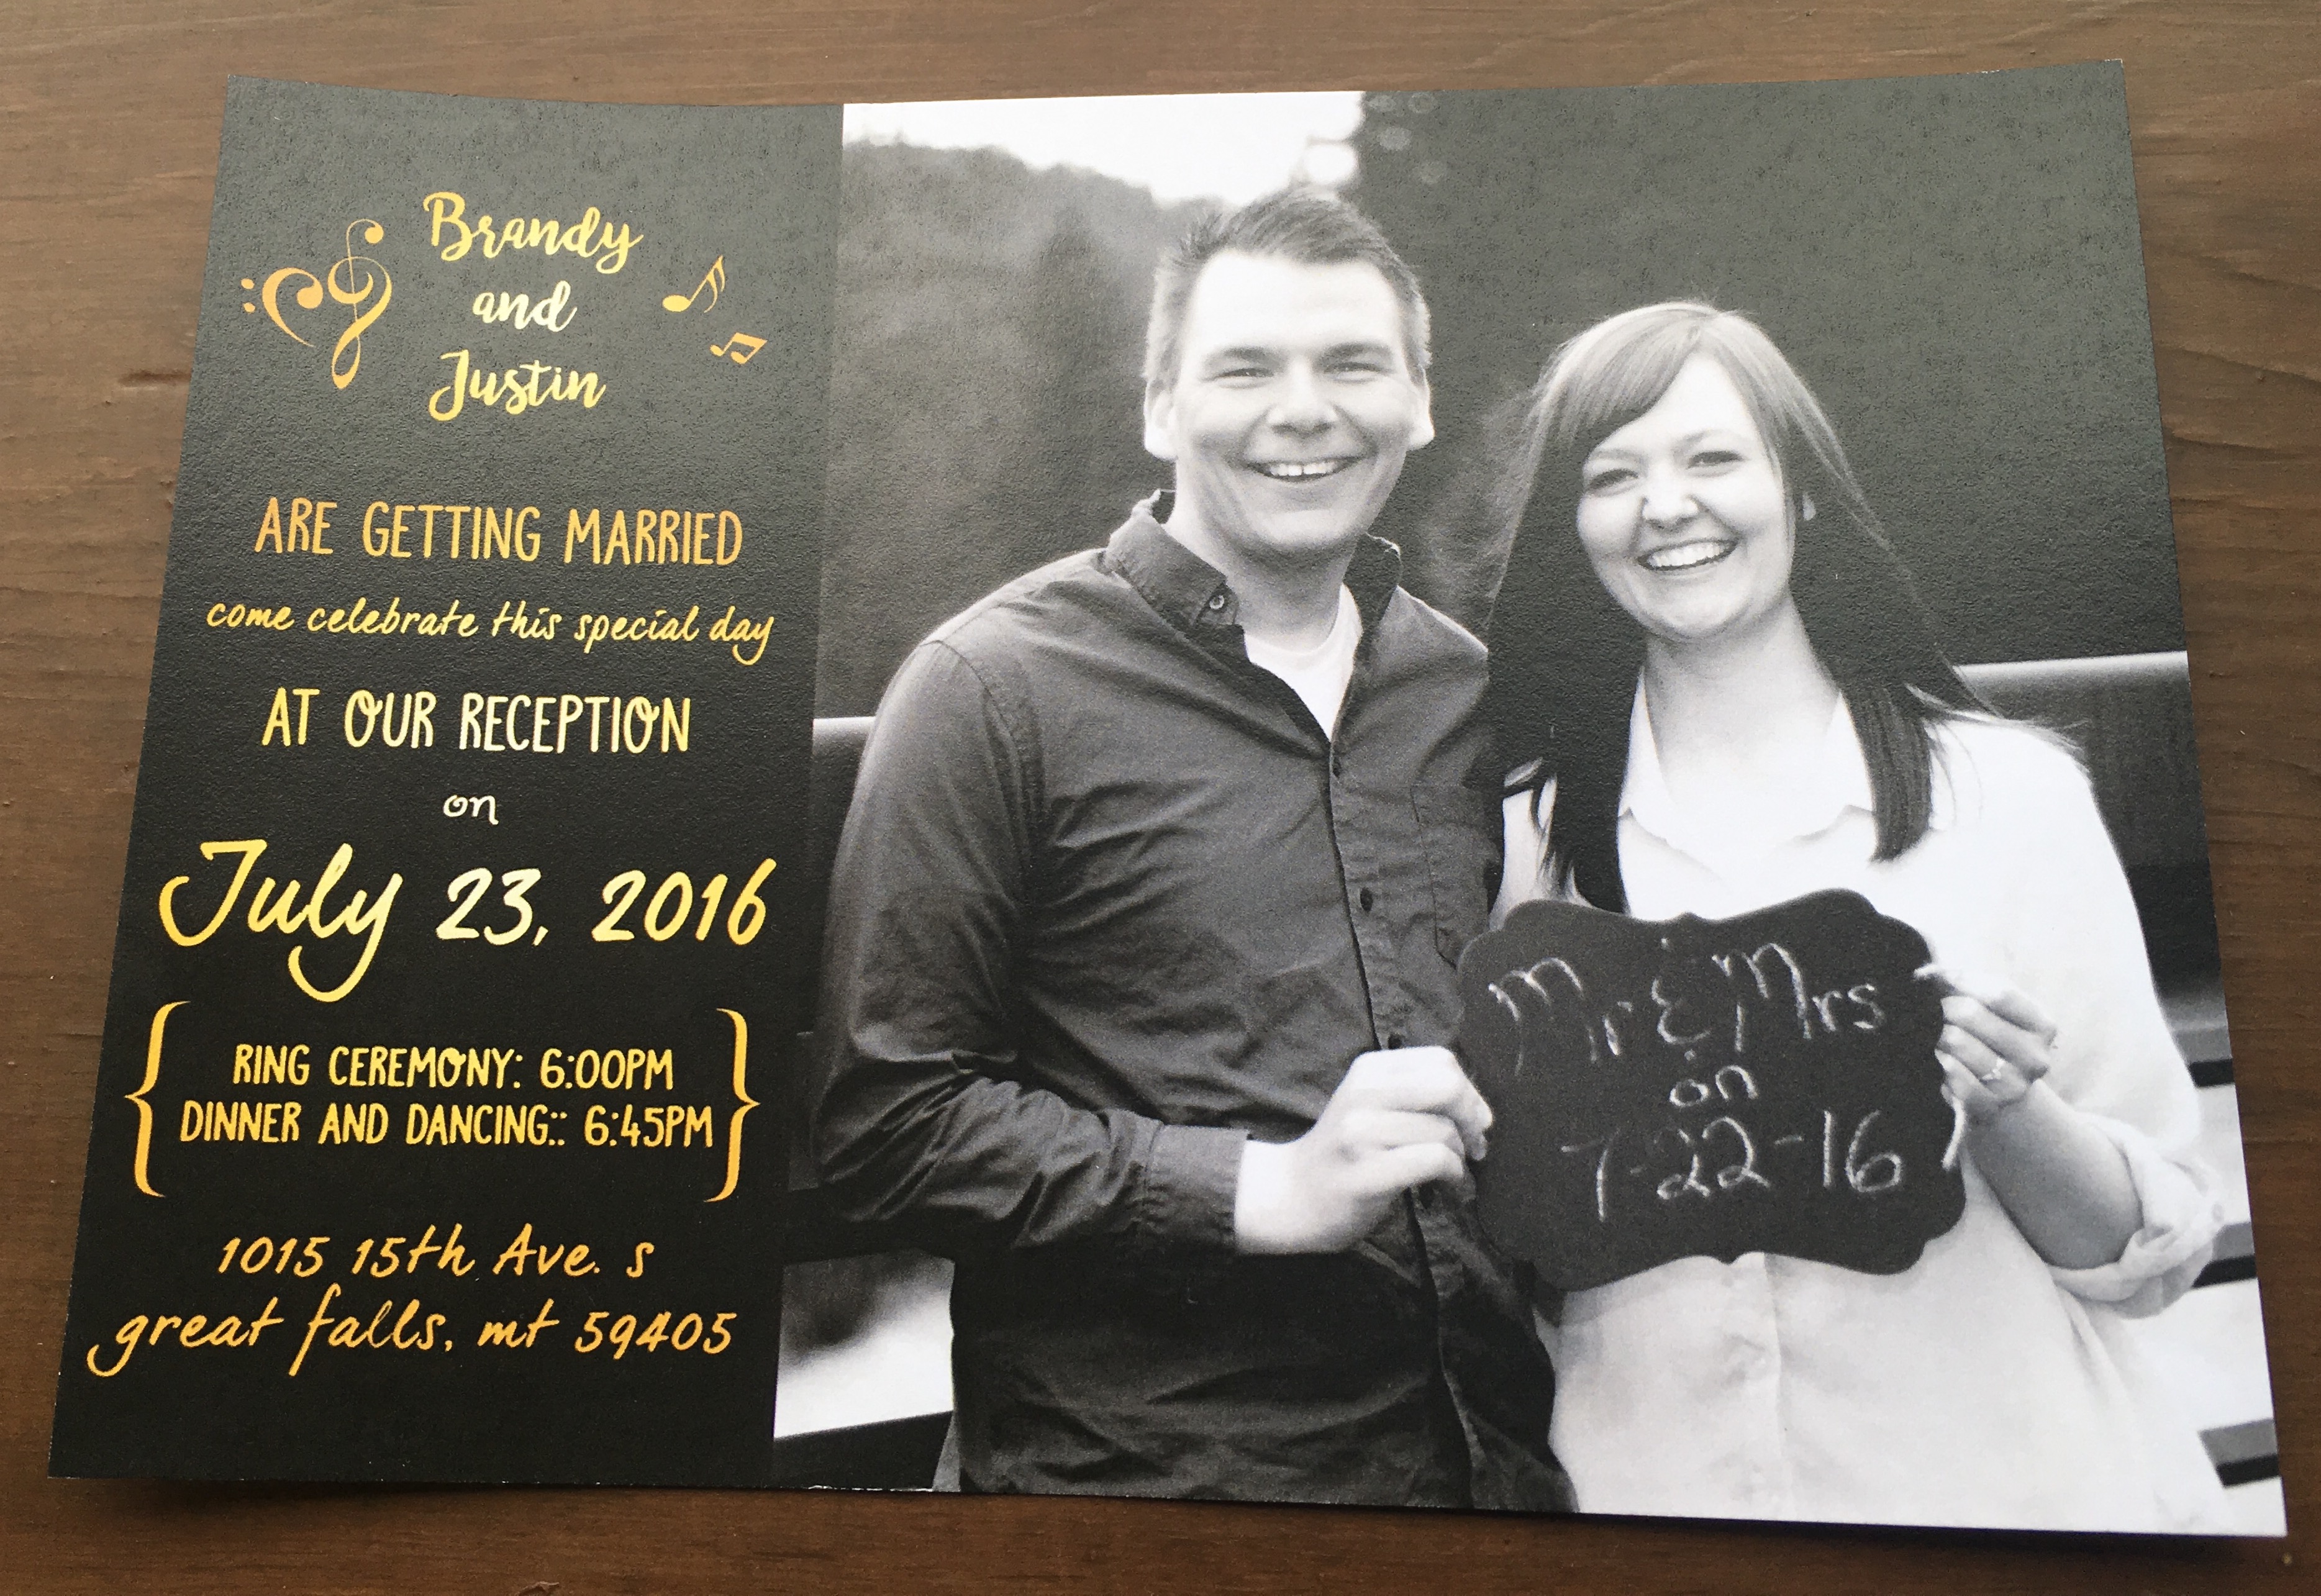 Brandy
and
Justin
ARE GETTING MARRIED
come celebrate this special day
AT OUR RECEPTION
on
July 23, 2016
RING CEREMONY: 6:00PM
DINNER AND DANCING:: 6:45PM
1015 15th Ave. s
great falls, mt 59405
Mr & Mrs
on
7-22-16